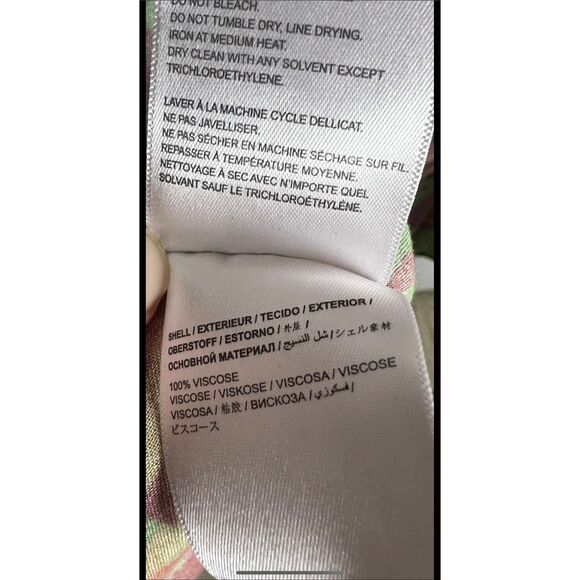 DO NOT BLEACH.
DO NOT TUMBLE DRY, LINE DRYING.
IRON AT MEDIUM HEAT.
DRY CLEAN WITH ANY SOLVENT EXCEPT
TRICHLOROETHYLENE.
LAVER À LA MACHINE CYCLE DELLICAT.
NE PAS JAVELLISER.
NE PAS SÉCHER EN MACHINE SÉCHAGE SUR FIL.
REPASSER À TEMPÉRATURE MOYENNE.
NETTOYAGE À SEC AVEC N'IMPORTE QUEL
SOLVANT SAUF LE TRICHLOROÉTHYLÉNE.
SHELL / EXTERIEUR / TECIDO / EXTERIOR /
OBERSTOFF / ESTORNO / 外层 /
ОСНОВНОЙ МАТЕРИАЛ / شل النسيج / シェル素材
100% VISCOSE
VISCOSE / VISKOSE / VISCOSA / VISCOSE
VISCOSA / 粘胶 / ВИСКОЗА / فسكوزي /
ビスコース